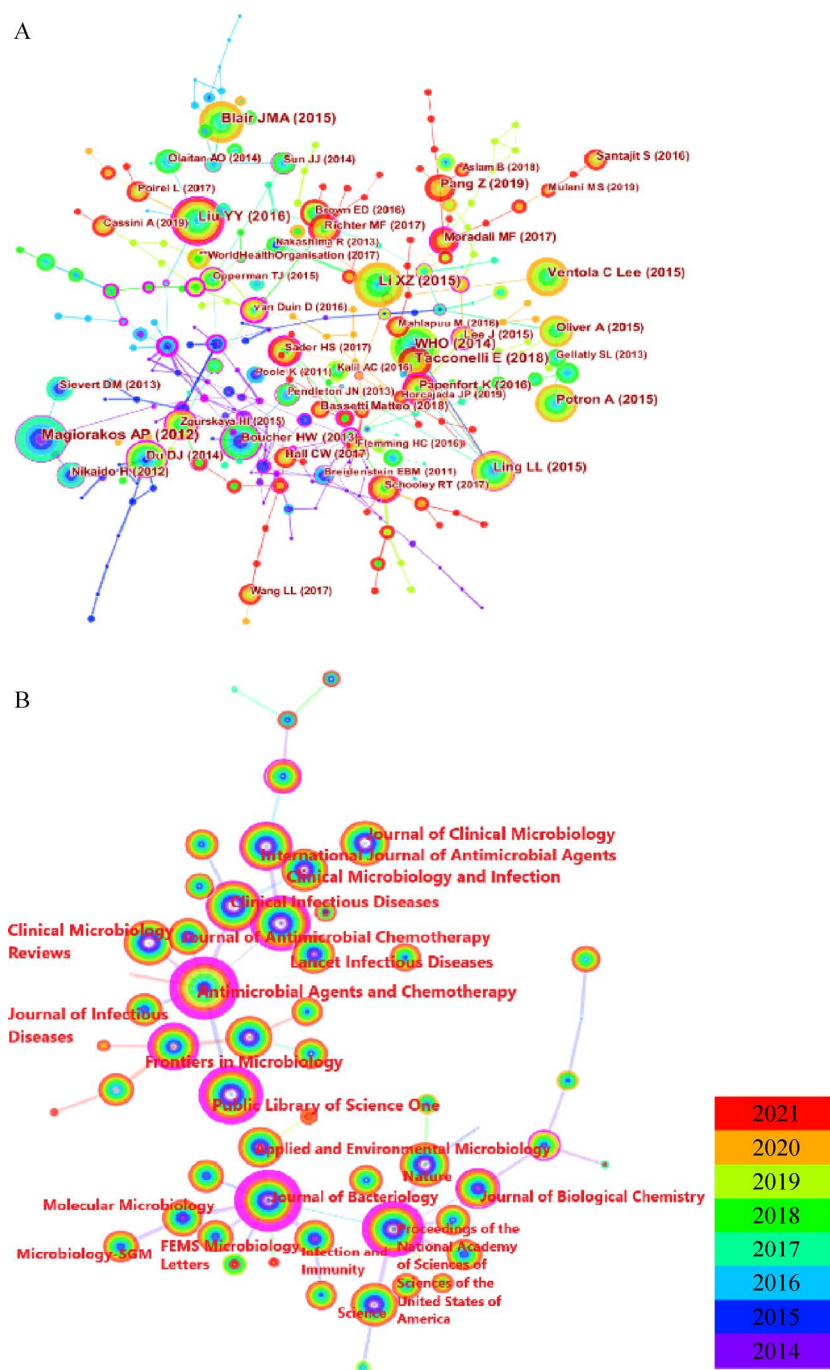 A
Blair JMA (2015)
Olaitan AO (2014)
Sun JJ (2014)
Santajit S (2016)
Aslam B (2018)
Pang Z (2019)
Mulani MS (2019)
Poirel L (2017)
Liu YY (2016)
Brown ED (2016)
Cassini A (2019)
Richter MF (2017)
Moradali MF (2017)
Nakashima R (2013)
WorldHealthOrganisation (2017)
Opperman TJ (2015)
Li XZ (2015)
Ventola C Lee (2015)
Van Duin D (2016)
Mahlapuu M (2016)
Lee J (2015)
Oliver A (2015)
WHO (2014)
Sader HS (2017)
Tacconelli E (2018)
Gellatly SL (2013)
Kalil AC (2016)
Poole K (2011)
Sievert DM (2013)
Papenfort K (2016)
Pendleton JN (2013)
Horcajada JP (2019)
Potron A (2015)
Bassetti Matteo (2018)
Zgurskaya HI (2015)
Magiorakos AP (2012)
Boucher HW (2013)
Flemming HC (2016)
Du DJ (2014)
Hall CW (2017)
Nikaido H (2012)
Breidenstein EBM (2011)
Ling LL (2015)
Schooley RT (2017)
Wang LL (2017)
B
Journal of Clinical Microbiology
International Journal of Antimicrobial Agents
Clinical Microbiology and Infection
Clinical Infectious Diseases
Clinical Microbiology
Reviews
Journal of Antimicrobial Chemotherapy
Lancet Infectious Diseases
Antimicrobial Agents and Chemotherapy
Journal of Infectious
Diseases
Frontiers in Microbiology
Public Library of Science One
Applied and Environmental Microbiology
Nature
Journal of Bacteriology
Journal of Biological Chemistry
Molecular Microbiology
Microbiology-SGM
FEMS Microbiology
Letters
Infection and
Immunity
Proceedings of the
National Academy
of Sciences of
Sciences of the
United States of
America
Science
2021
2020
2019
2018
2017
2016
2015
2014